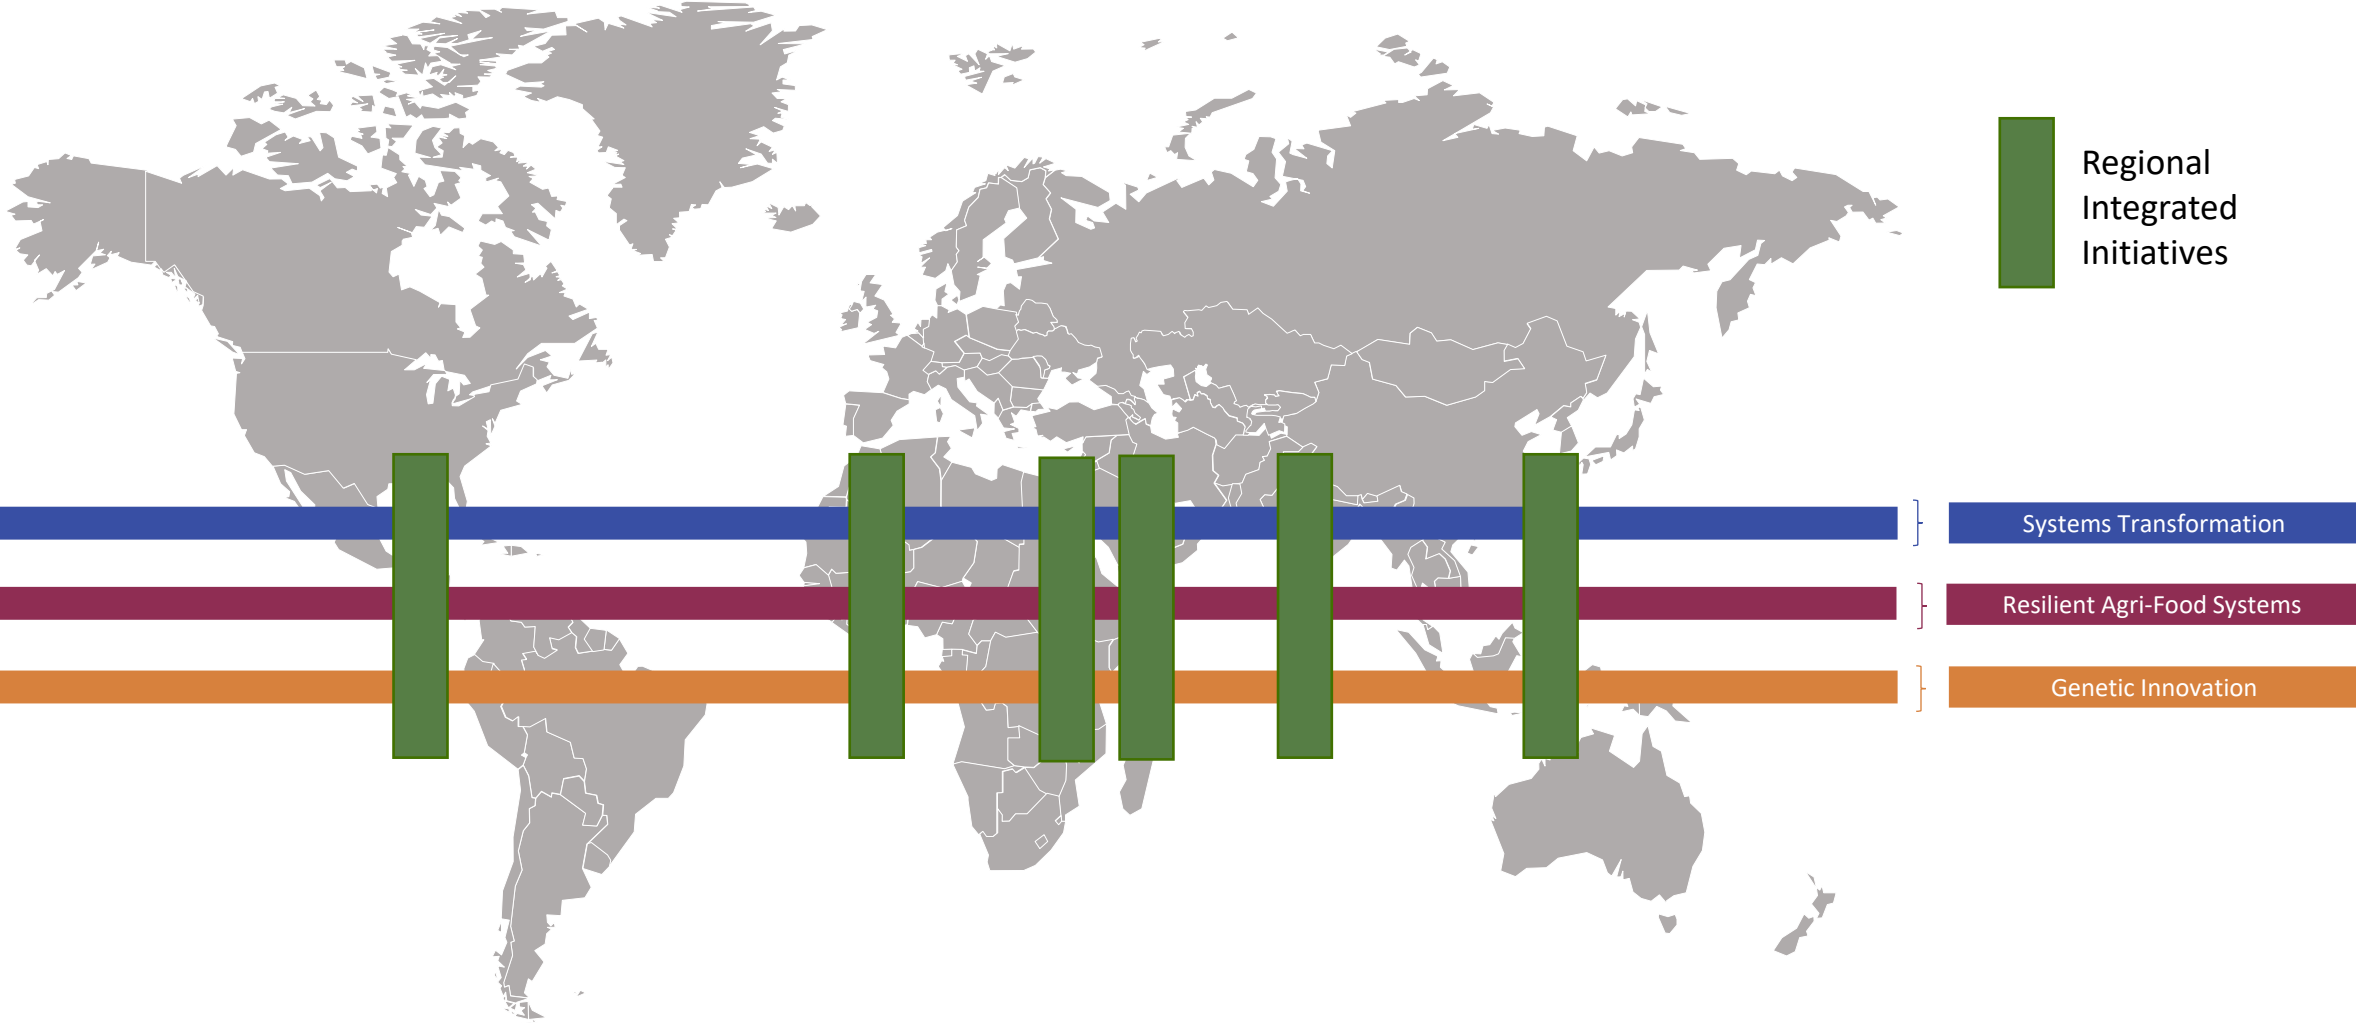 Regional
Integrated
Initiatives
Systems Transformation
Resilient Agri-Food Systems
Genetic Innovation